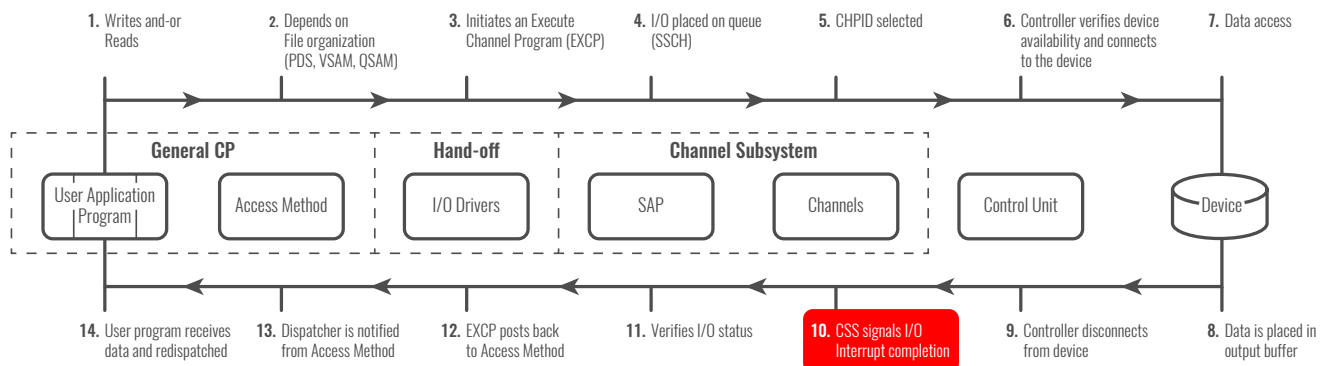 1. Writes and-or
Reads
2. Depends on
File organization
(PDS, VSAM, QSAM)
3. Initiates an Execute
Channel Program (EXCP)
4. I/O placed on queue
(SSCH)
5. CHPID selected
6. Controller verifies device
availability and connects
to the device
7. Data access
General CP
Hand-off
Channel Subsystem
User Application
Program
Access Method
I/O Drivers
SAP
Channels
Control Unit
Device
14. User program receives
data and redispatched
13. Dispatcher is notified
from Access Method
12. EXCP posts back
to Access Method
11. Verifies I/O status
10. CSS signals I/O
Interrupt completion
9. Controller disconnects
from device
8. Data is placed in
output buffer